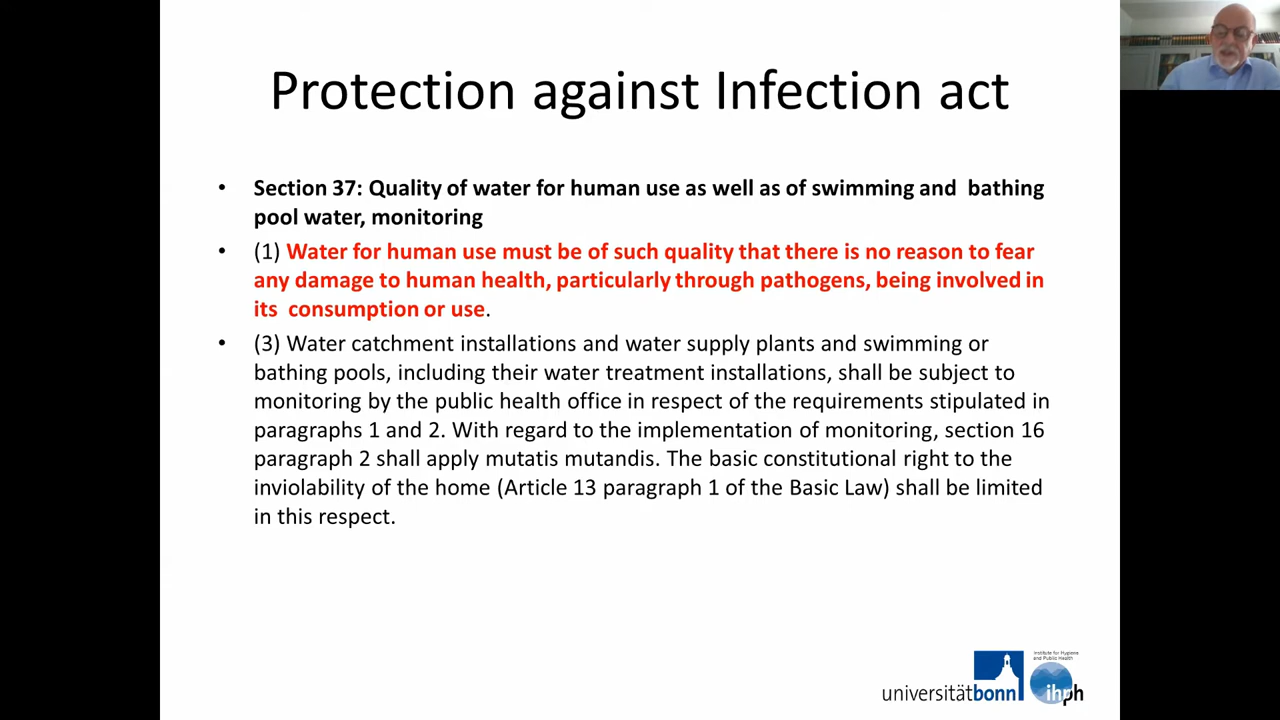 Protection against Infection act
• Section 37: Quality of water for human use as well as of swimming and bathing
pool water, monitoring
• (1) Water for human use must be of such quality that there is no reason to fear
any damage to human health, particularly through pathogens, being involved in
its consumption or use.
• (3) Water catchment installations and water supply plants and swimming or
bathing pools, including their water treatment installations, shall be subject to
monitoring by the public health office in respect of the requirements stipulated in
paragraphs 1 and 2. With regard to the implementation of monitoring, section 16
paragraph 2 shall apply mutatis mutandis. The basic constitutional right to the
inviolability of the home (Article 13 paragraph 1 of the Basic Law) shall be limited
in this respect.
universitätbonn
Institute for Hygiene
and Public Health
ihph